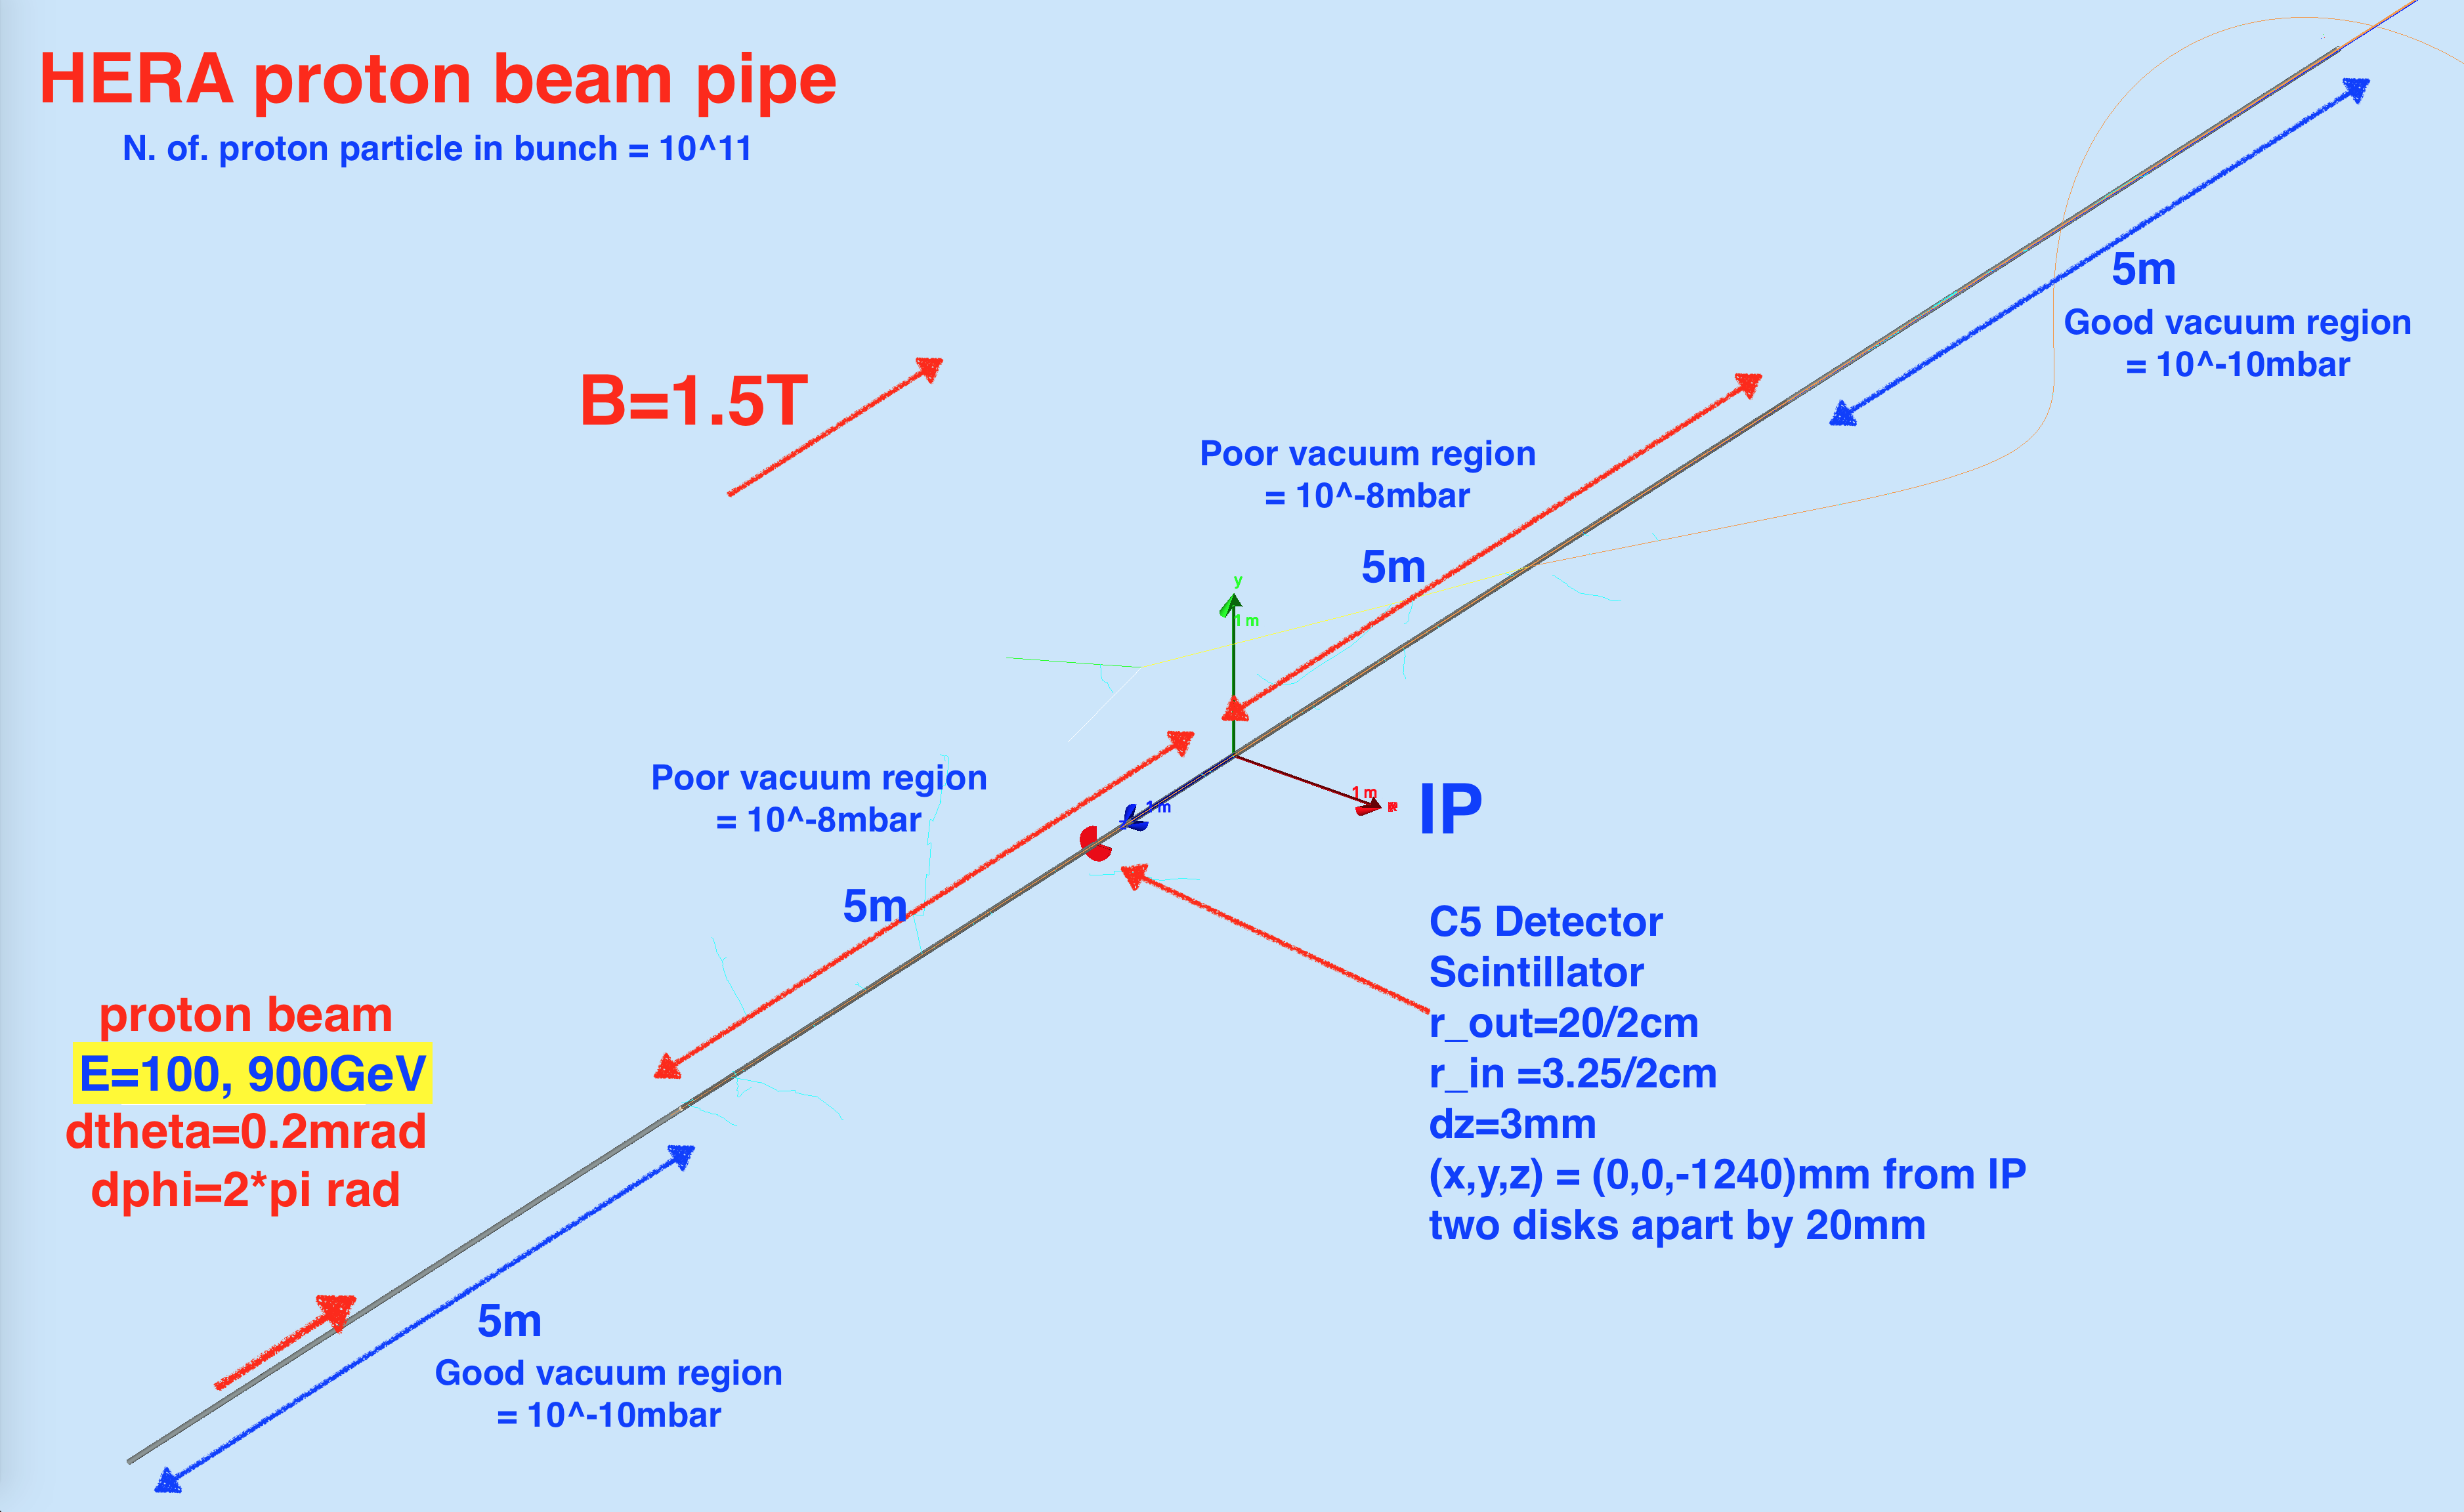 HERA proton beam pipe
N. of. proton particle in bunch = 10^11
B=1.5T
5m
Good vacuum region
= 10^-10mbar
Poor vacuum region
= 10^-8mbar
5m
y
1 m
Poor vacuum region
= 10^-8mbar
1 m
1 m
IP
5m
C5 Detector
Scintillator
r_out=20/2cm
r_in =3.25/2cm
dz=3mm
(x,y,z) = (0,0,-1240)mm from IP
two disks apart by 20mm
proton beam
E=100, 900GeV
dtheta=0.2mrad
dphi=2*pi rad
5m
Good vacuum region
= 10^-10mbar